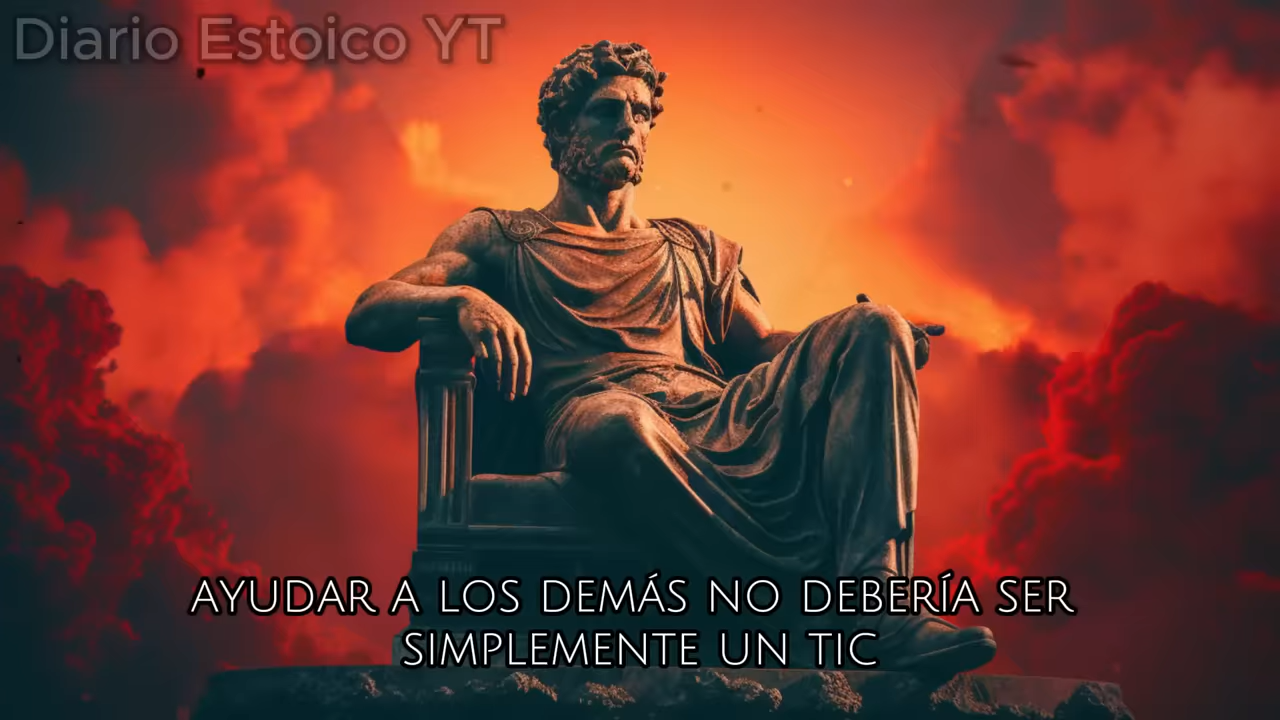 Diario Estoico YT
AYUDAR A LOS DEMÁS NO DEBERÍA SER
SIMPLEMENTE UN TIC